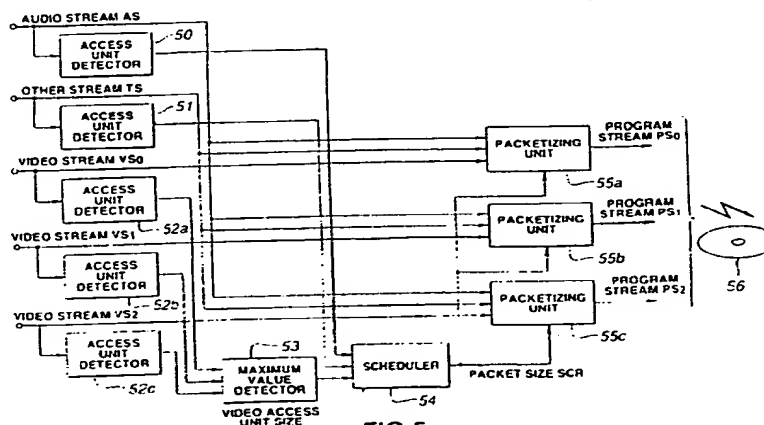 AUDIO STREAM AS
ACCESS
UNIT
DETECTOR
50
OTHER STREAM TS
ACCESS
UNIT
DETECTOR
51
VIDEO STREAM VS0
ACCESS
UNIT
DETECTOR
52a
VIDEO STREAM VS1
ACCESS
UNIT
DETECTOR
52b
VIDEO STREAM VS2
ACCESS
UNIT
DETECTOR
52c
53
MAXIMUM
VALUE
DETECTOR
VIDEO ACCESS
UNIT SIZE
SCHEDULER
54
PACKET SIZE SCR
PACKETIZING
UNIT
55a
PROGRAM
STREAM PS0
PACKETIZING
UNIT
55b
PROGRAM
STREAM PS1
PACKETIZING
UNIT
55c
PROGRAM
STREAM PS2
56